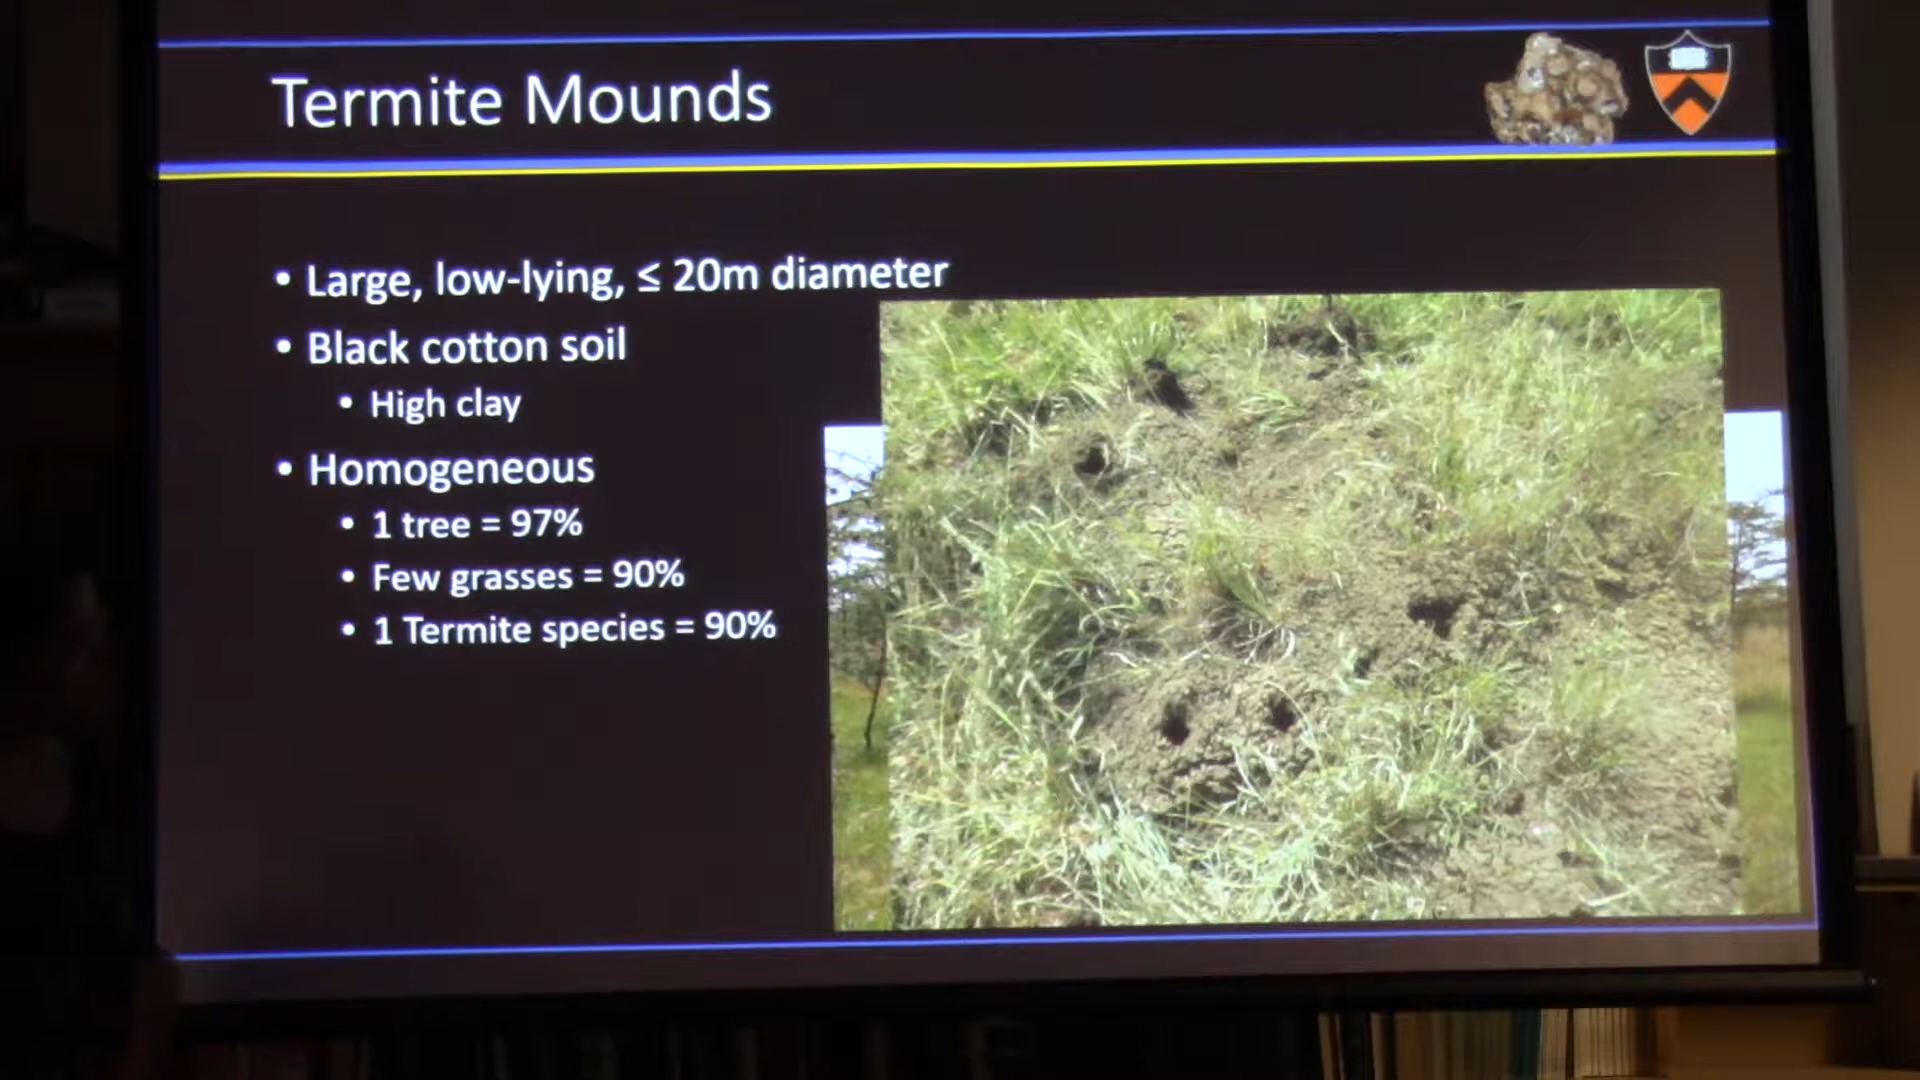 Termite Mounds
• Large, low-lying, ≤ 20m diameter
• Black cotton soil
• High clay
• Homogeneous
• 1 tree = 97%
• Few grasses = 90%
• 1 Termite species = 90%